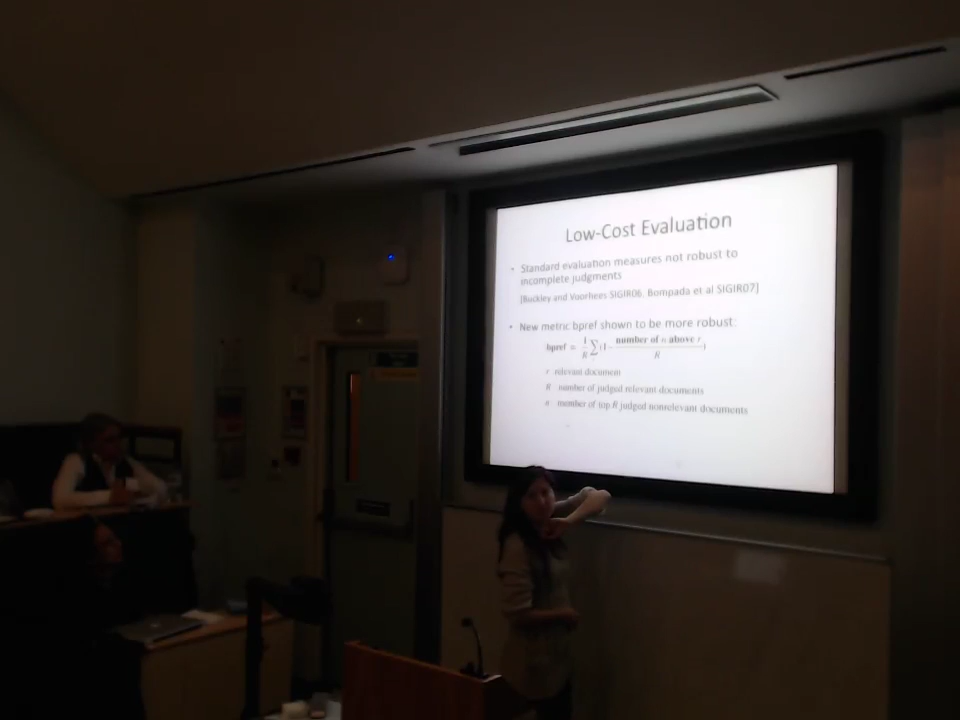 Low-Cost Evaluation
• Standard evaluation measures not robust to
incomplete judgments
[Buckley and Voorhees SIGIR06, Bompada et al SIGIR07]
• New metric bpref shown to be more robust:
bpref = 1/R ∑ (1 - number of n above r / R)
r relevant document
R number of judged relevant documents
n member of top R judged nonrelevant documents